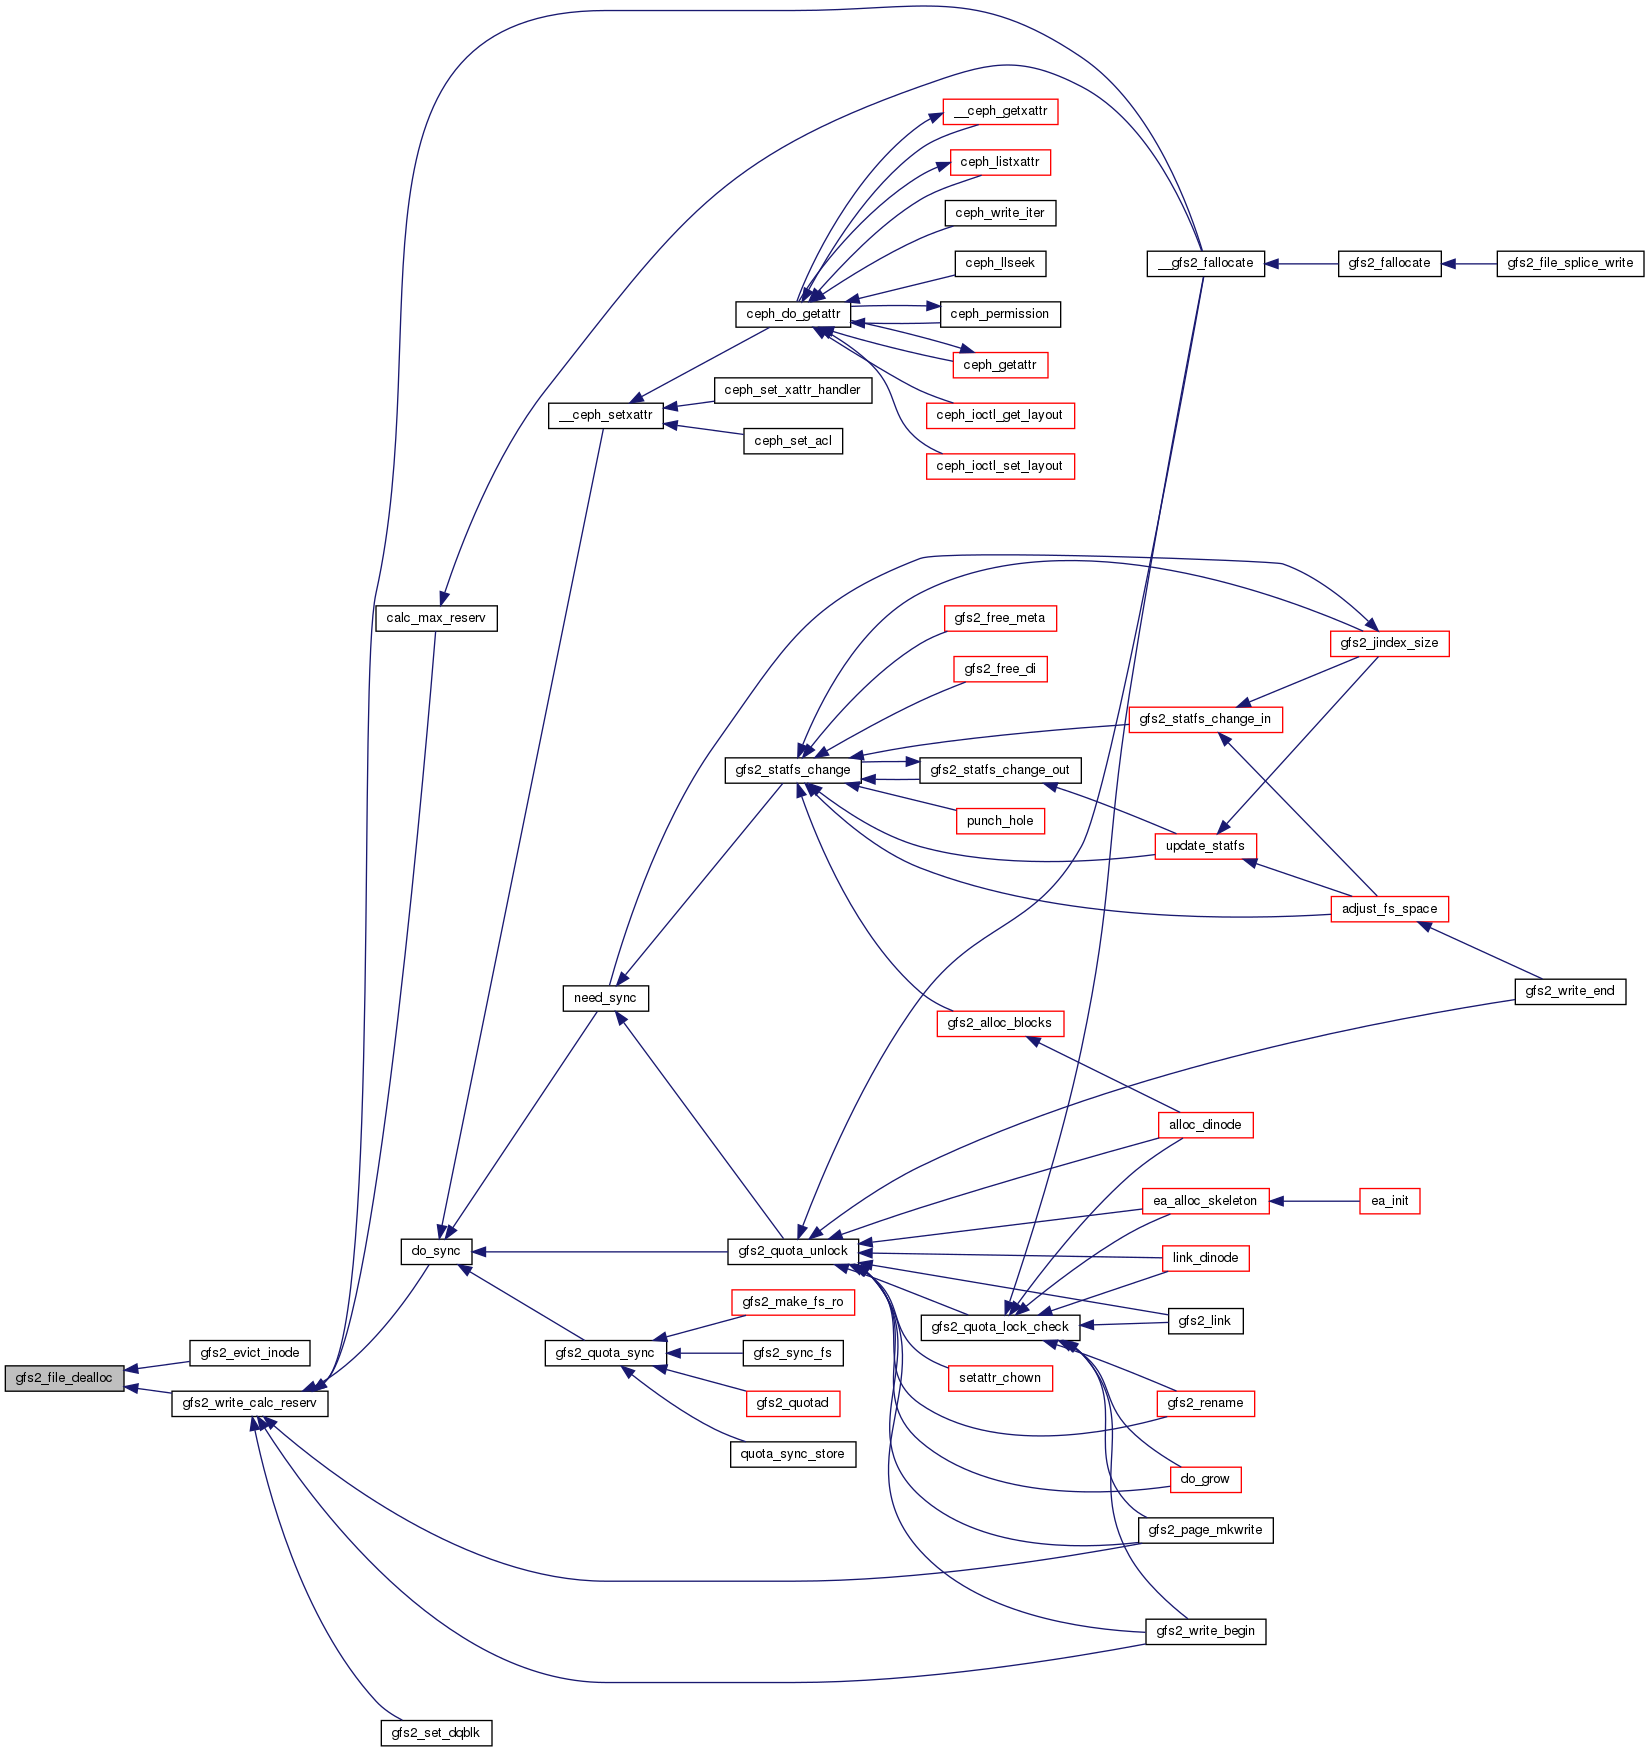 __ceph_getxattr
ceph_listxattr
ceph_write_iter
ceph_llseek
__gfs2_fallocate
gfs2_fallocate
gfs2_file_splice_write
ceph_do_getattr
ceph_permission
ceph_getattr
ceph_set_xattr_handler
__ceph_setxattr
ceph_ioctl_get_layout
ceph_set_acl
ceph_ioctl_set_layout
calc_max_reserv
gfs2_free_meta
gfs2_jindex_size
gfs2_free_di
gfs2_statfs_change_in
gfs2_statfs_change
gfs2_statfs_change_out
punch_hole
update_statfs
adjust_fs_space
need_sync
gfs2_write_end
gfs2_alloc_blocks
alloc_dinode
ea_alloc_skeleton
ea_init
do_sync
gfs2_quota_unlock
link_dinode
gfs2_make_fs_ro
gfs2_quota_lock_check
gfs2_link
gfs2_evict_inode
gfs2_quota_sync
gfs2_sync_fs
gfs2_file_dealloc
setattr_chown
gfs2_write_calc_reserv
gfs2_quotad
gfs2_rename
quota_sync_store
do_grow
gfs2_page_mkwrite
gfs2_write_begin
gfs2_set_dqblk